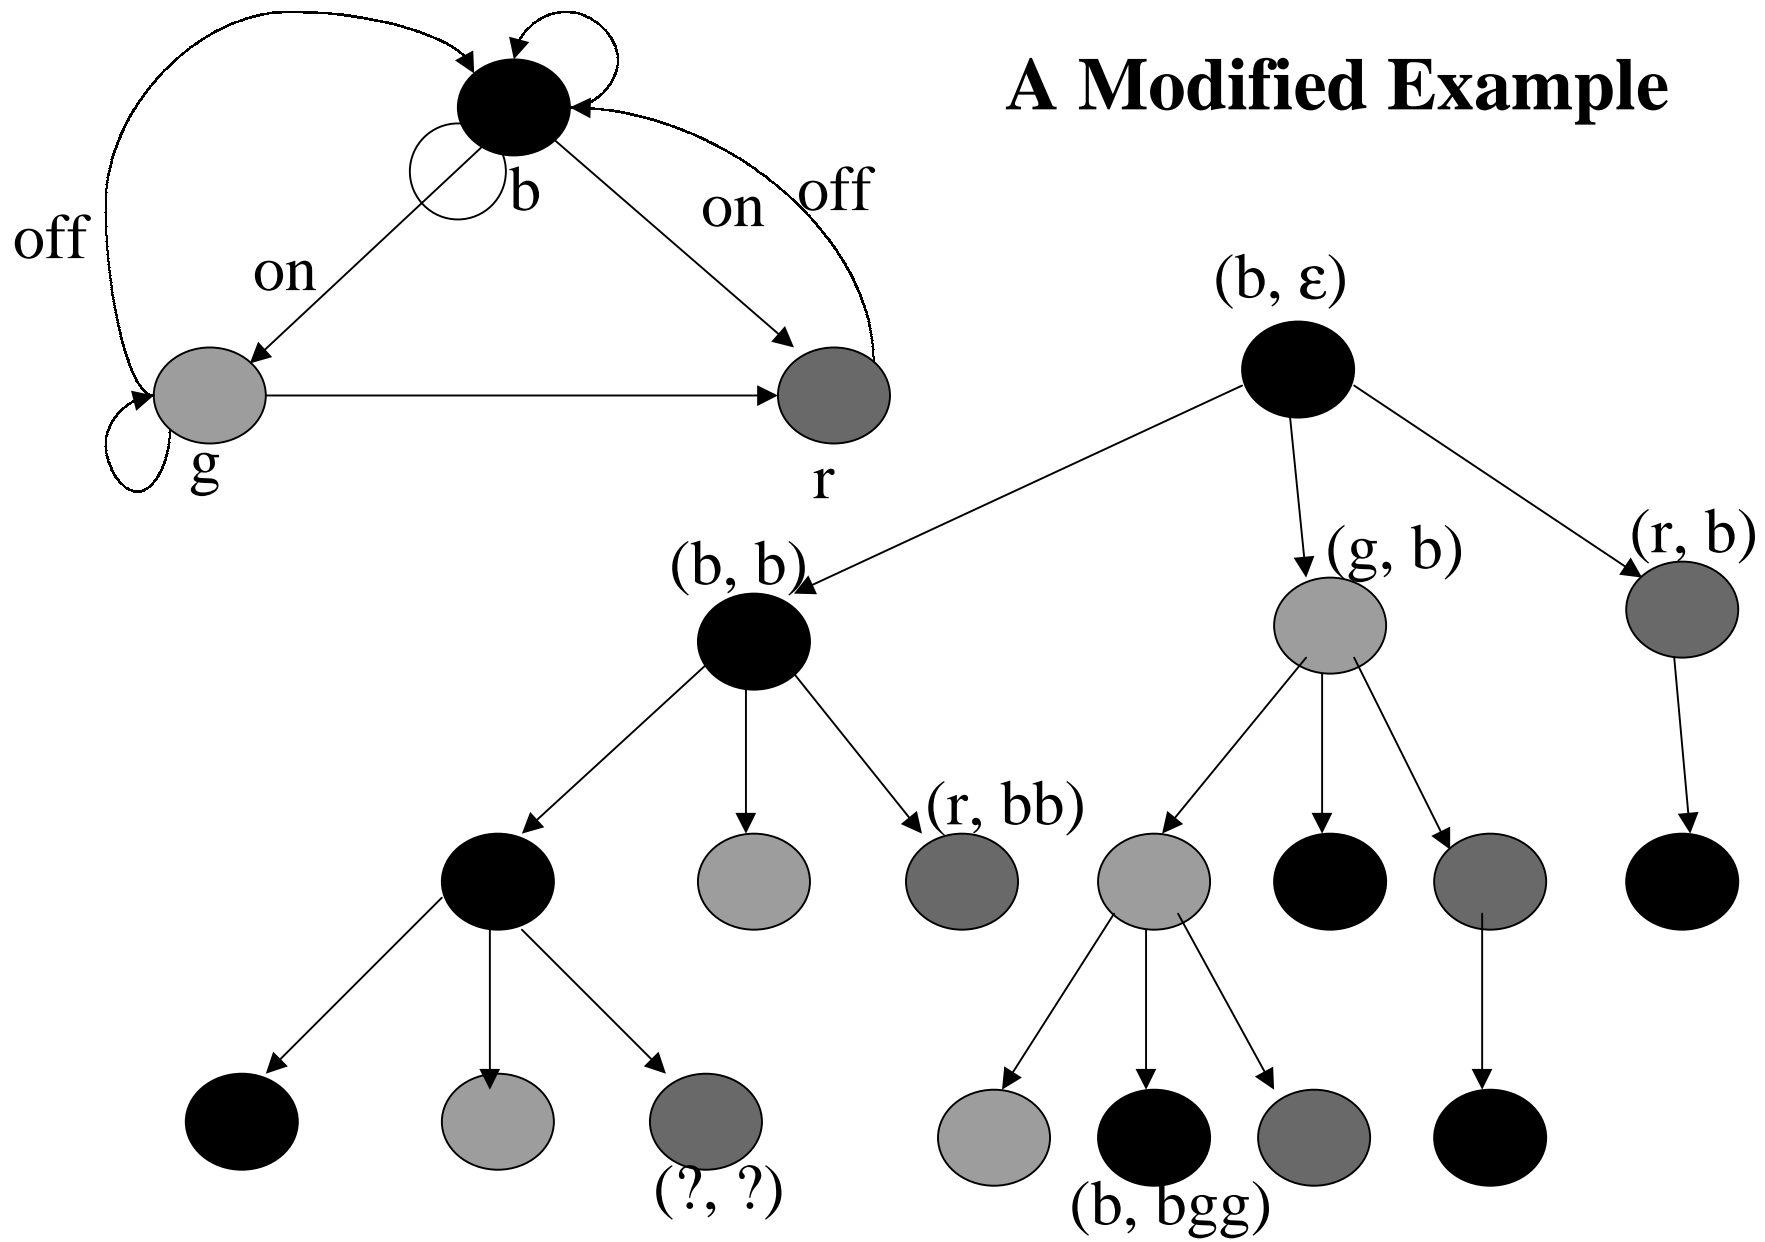 A Modified Example
b
off
on
on
off
g
r
(b, ε)
(b, b)
(g, b)
(r, b)
(r, bb)
(?, ?)
(b, bgg)